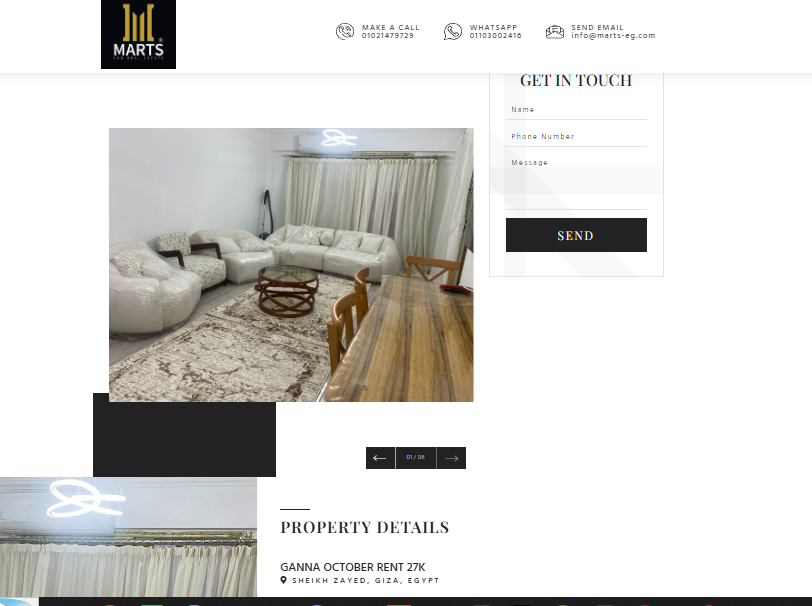 MARTS
FOR REAL ESTATE
MAKE A CALL
01021479729
WHATSAPP
01103002416
SEND EMAIL
info@marts-eg.com
GET IN TOUCH
Name
Phone Number
Message
SEND
01 / 06
PROPERTY DETAILS
GANNA OCTOBER RENT 27K
SHEIKH ZAYED, GIZA, EGYPT